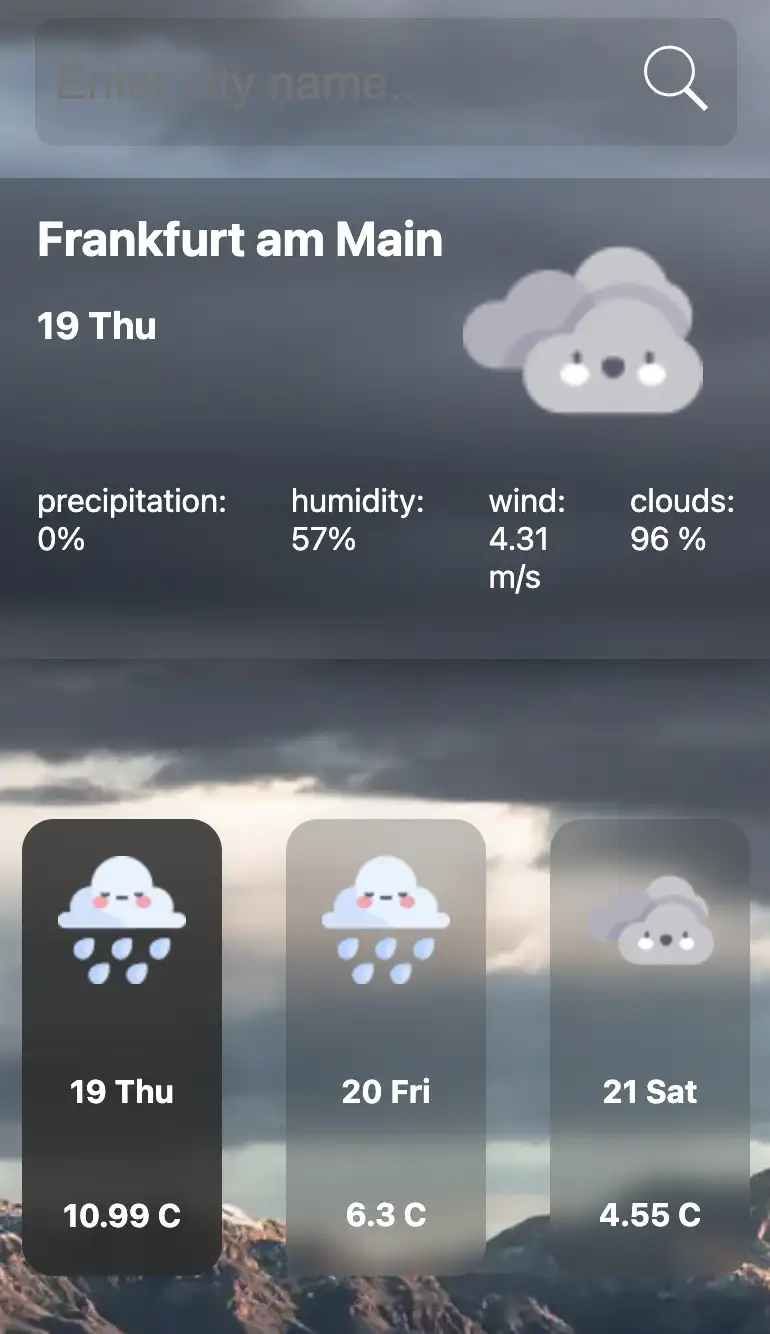 Enter city name.
Frankfurt am Main
19 Thu
precipitation: humidity: wind: clouds:
0% 57% 4.31 96 %
m/s
19 Thu 20 Fri 21 Sat
10.99 C 6.3 C 4.55 C